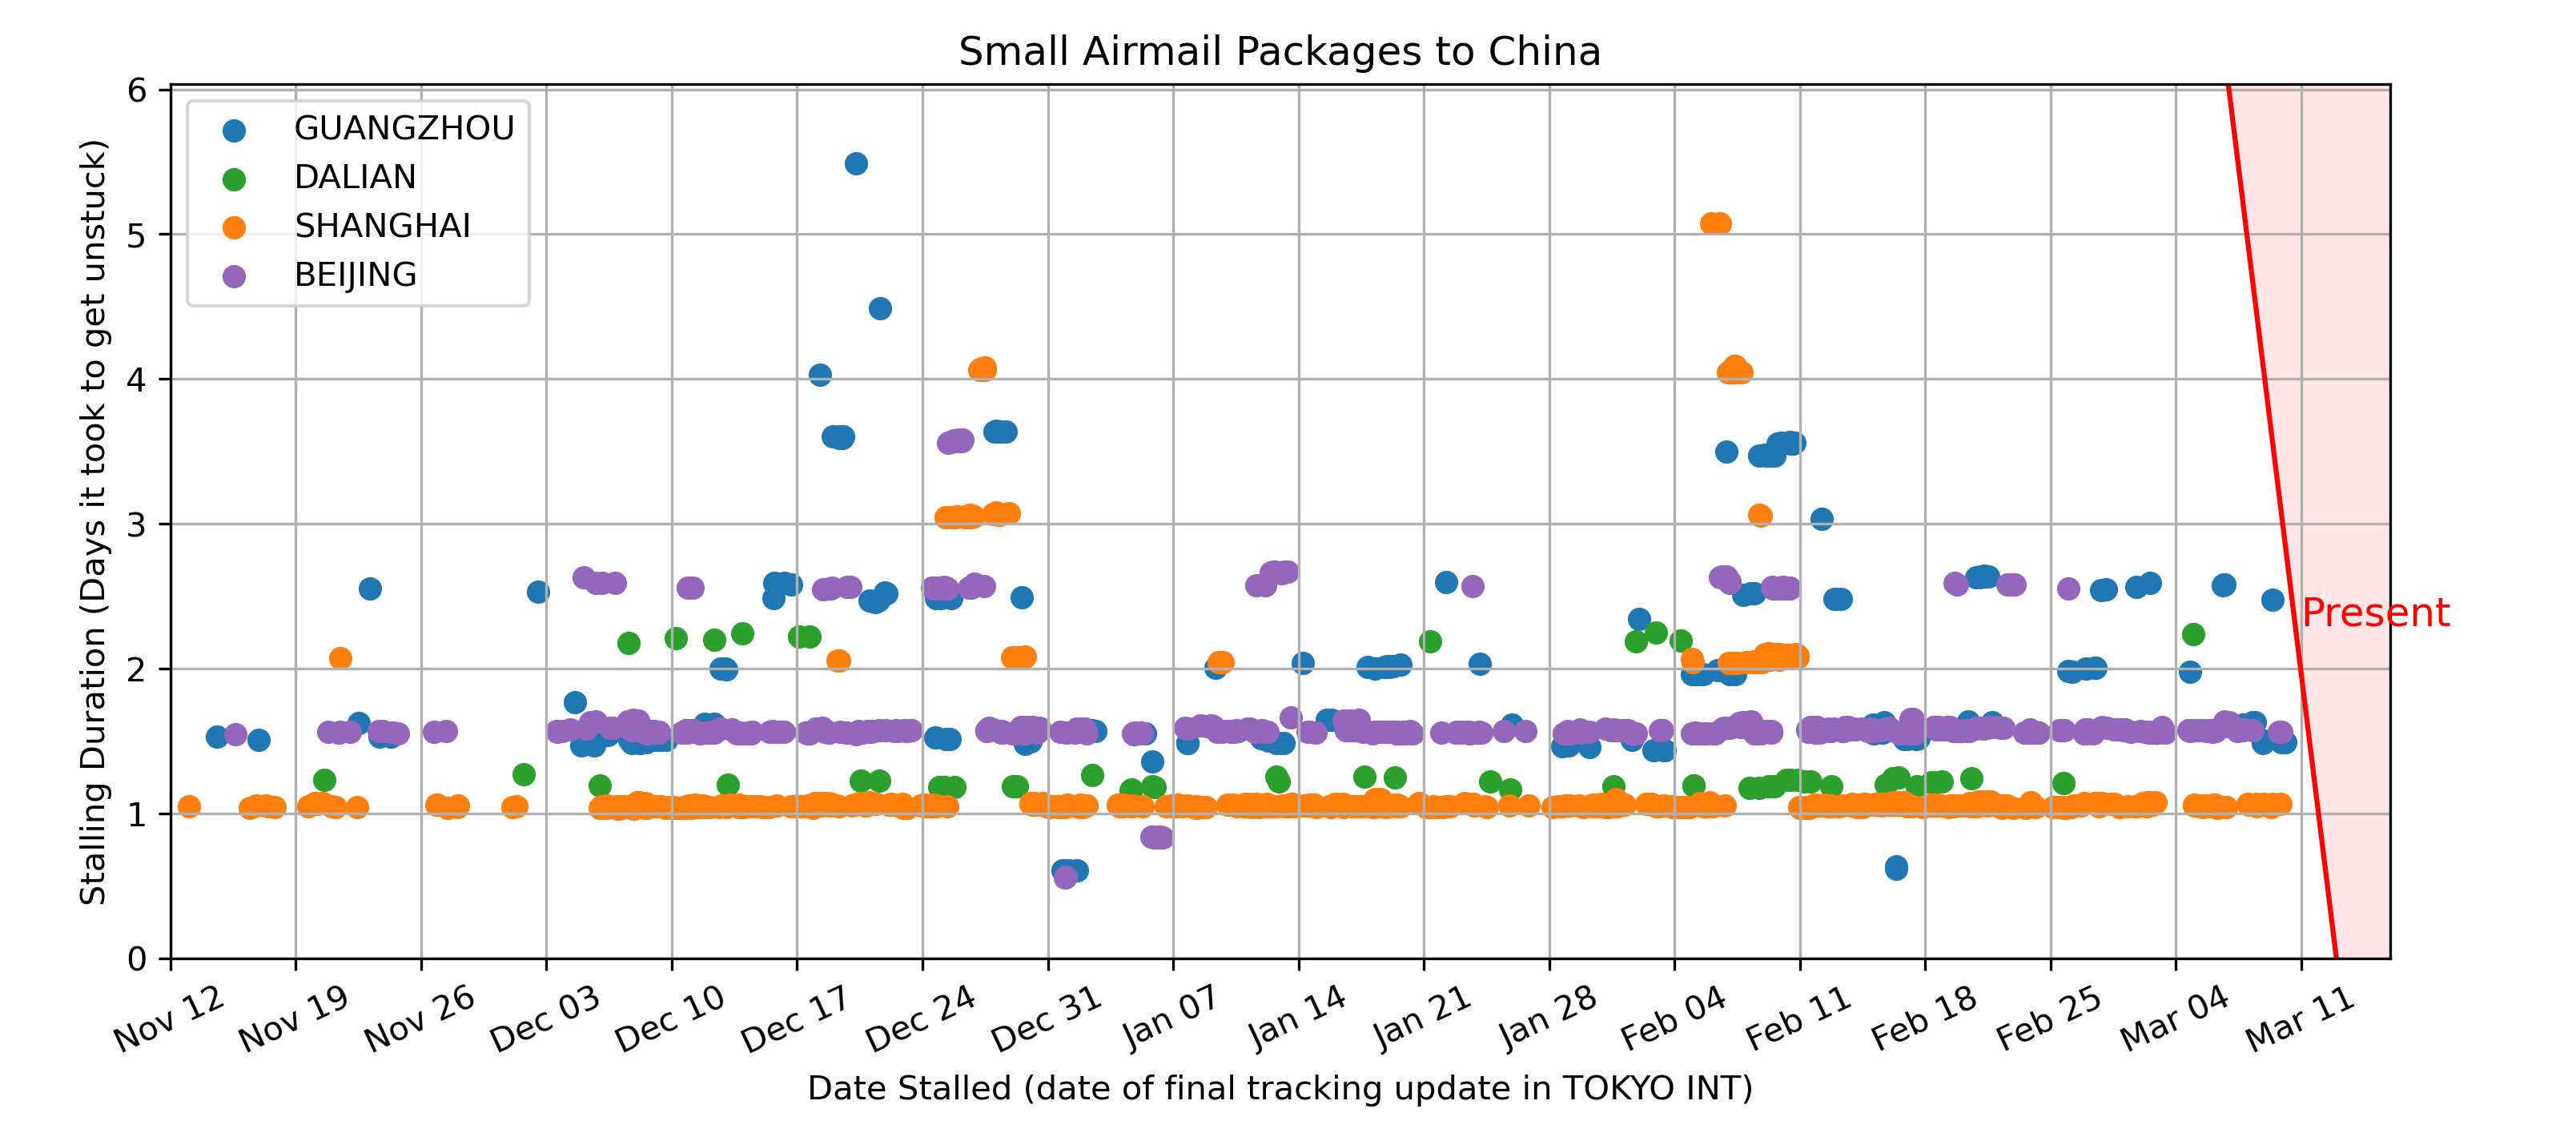 Small Airmail Packages to China
Stalling Duration (Days it took to get unstuck)
6
5
4
3
2
1
0
GUANGZHOU
DALIAN
SHANGHAI
BEIJING
Present
Nov 12
Nov 19
Nov 26
Dec 03
Dec 10
Dec 17
Dec 24
Dec 31
Jan 07
Jan 14
Jan 21
Jan 28
Feb 04
Feb 11
Feb 18
Feb 25
Mar 04
Mar 11
Date Stalled (date of final tracking update in TOKYO INT)